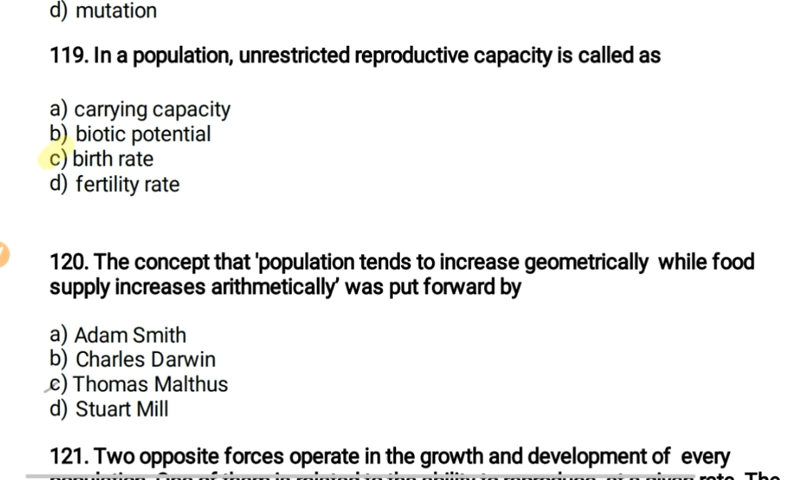 d) mutation
119. In a population, unrestricted reproductive capacity is called as
a) carrying capacity
b) biotic potential
c) birth rate
d) fertility rate
120. The concept that 'population tends to increase geometrically while food
supply increases arithmetically' was put forward by
a) Adam Smith
b) Charles Darwin
c) Thomas Malthus
d) Stuart Mill
121. Two opposite forces operate in the growth and development of every
rate. The